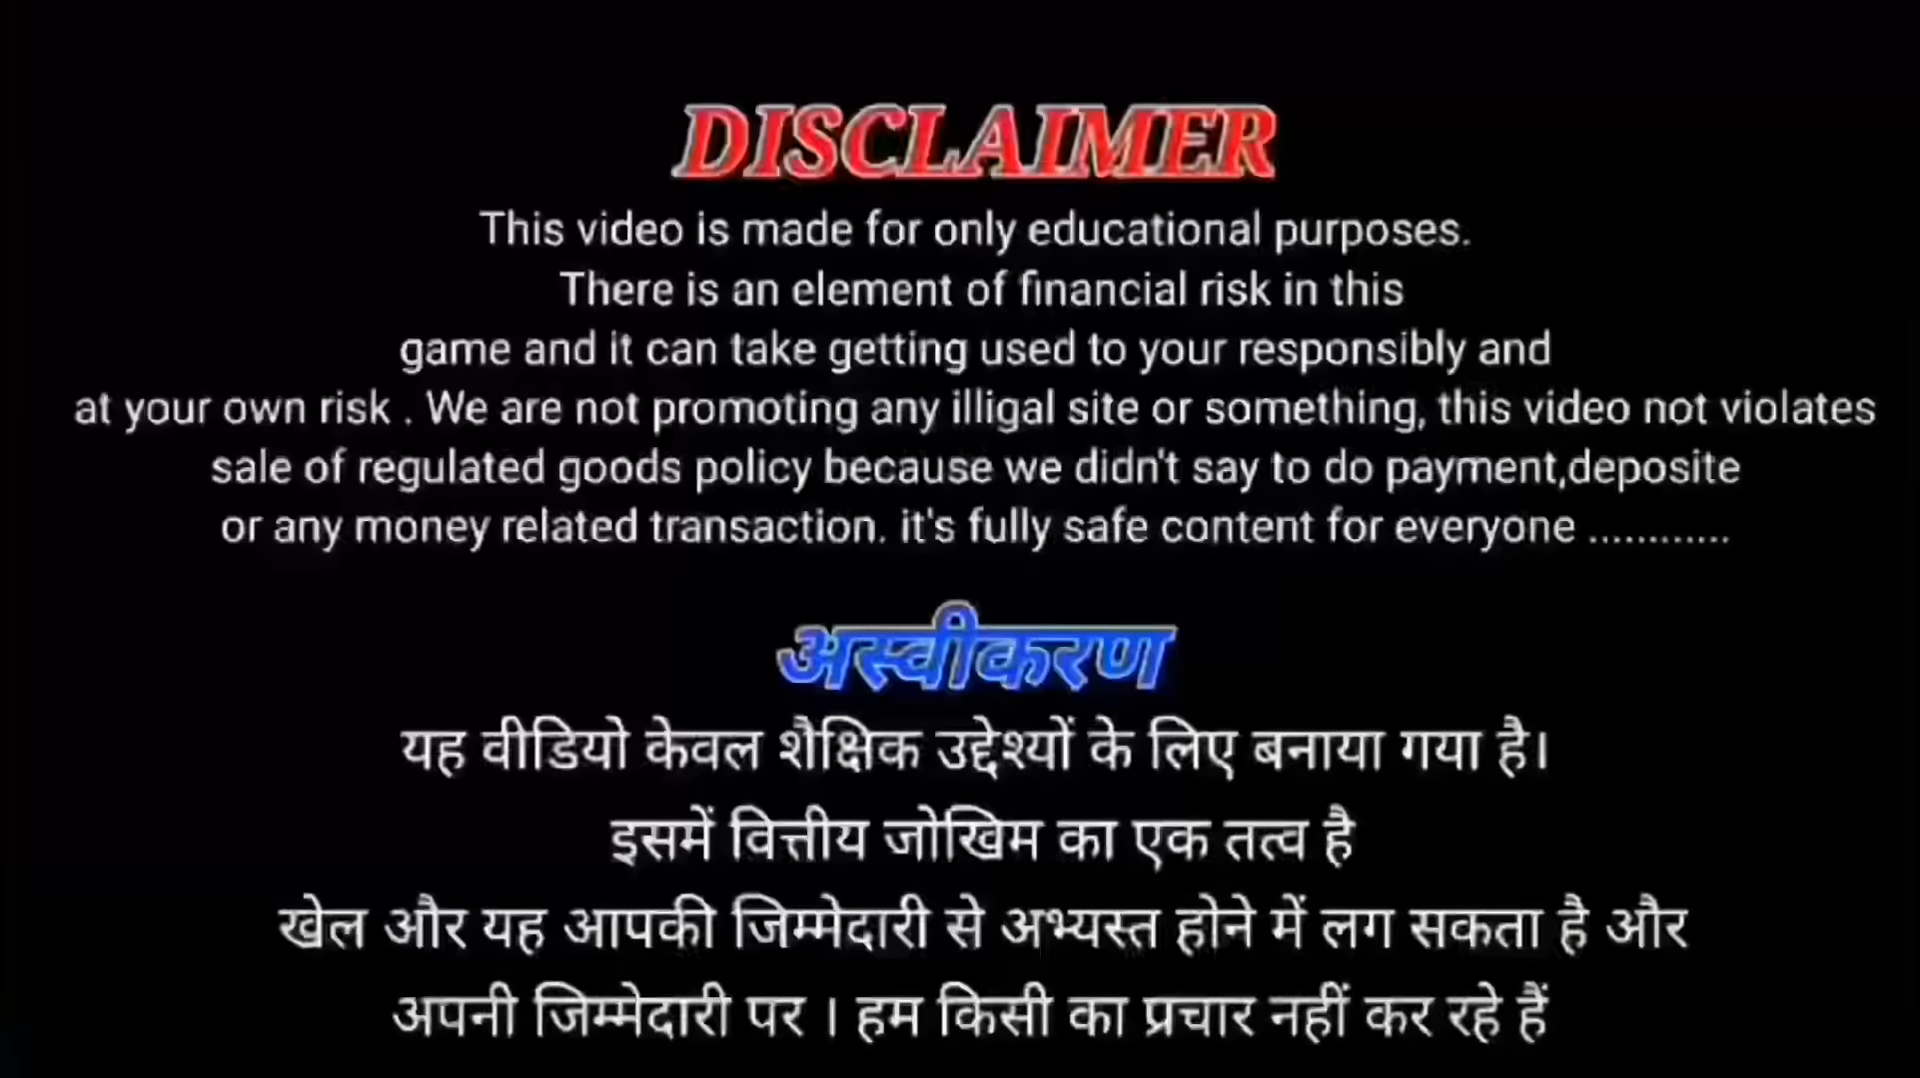 DISCLAIMER
This video is made for only educational purposes.
There is an element of financial risk in this
game and it can take getting used to your responsibly and
at your own risk . We are not promoting any illigal site or something, this video not violates
sale of regulated goods policy because we didn't say to do payment,deposite
or any money related transaction. it's fully safe content for everyone ............
अस्वीकरण
यह वीडियो केवल शैक्षिक उद्देश्यों के लिए बनाया गया है।
इसमें वित्तीय जोखिम का एक तत्व है
खेल और यह आपकी जिम्मेदारी से अभ्यस्त होने में लग सकता है और
अपनी जिम्मेदारी पर । हम किसी का प्रचार नहीं कर रहे हैं